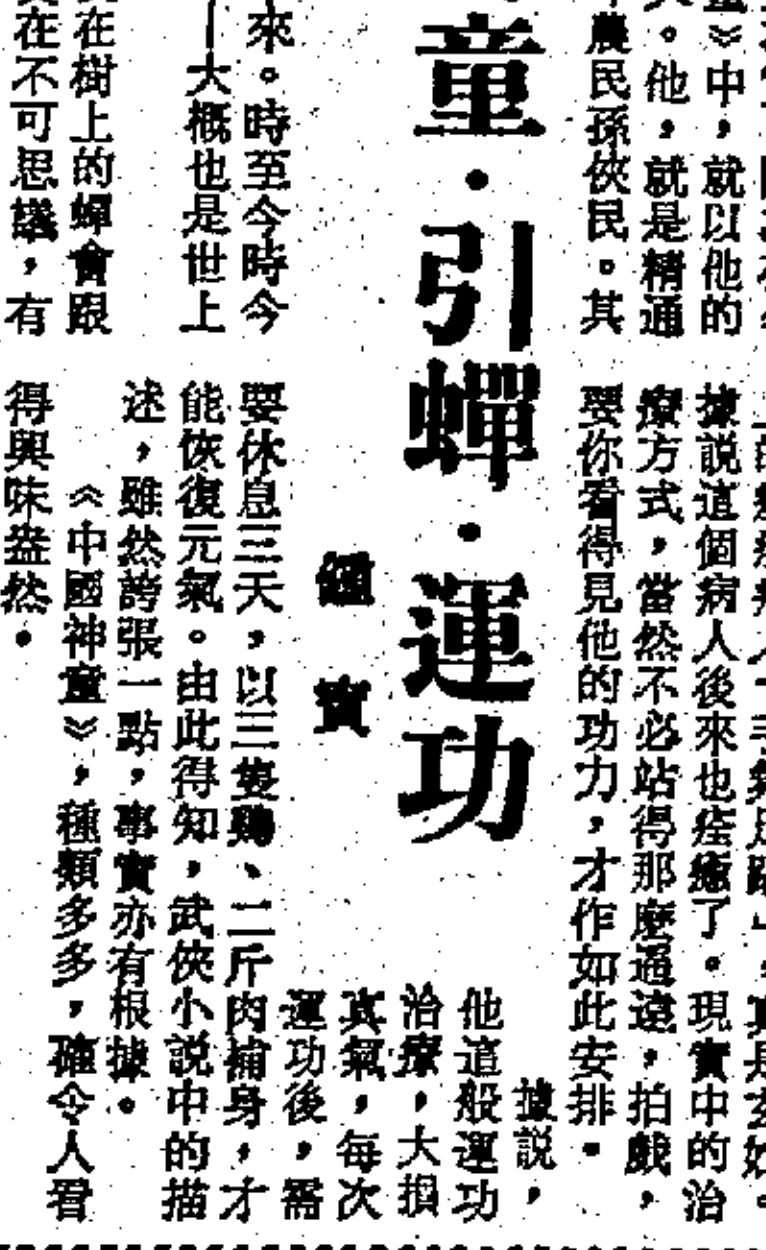 童》中，就以他的
。他，就是精通
農民孫俠民。其
童·引蟬·運功
寶
來。時至今時今
—大概也是世上
在樹上的蟬會跟
在不可思議，有
據說這個病人後來也痊癒了。現實中的治
療方式，當然不必站得那麼遙遠，拍戲，
要你看得見他的功力，才作如此安排。
據說，
他這般運功
治療，大損
真氣，每次
運功後，需
要休息三天，以三隻鷄、二斤肉補身，才
能恢復元氣。由此得知，武俠小說中的描
述，雖然誇張一點，事實亦有根據。
《中國神童》，種類多多，確令人看
得興味盎然。